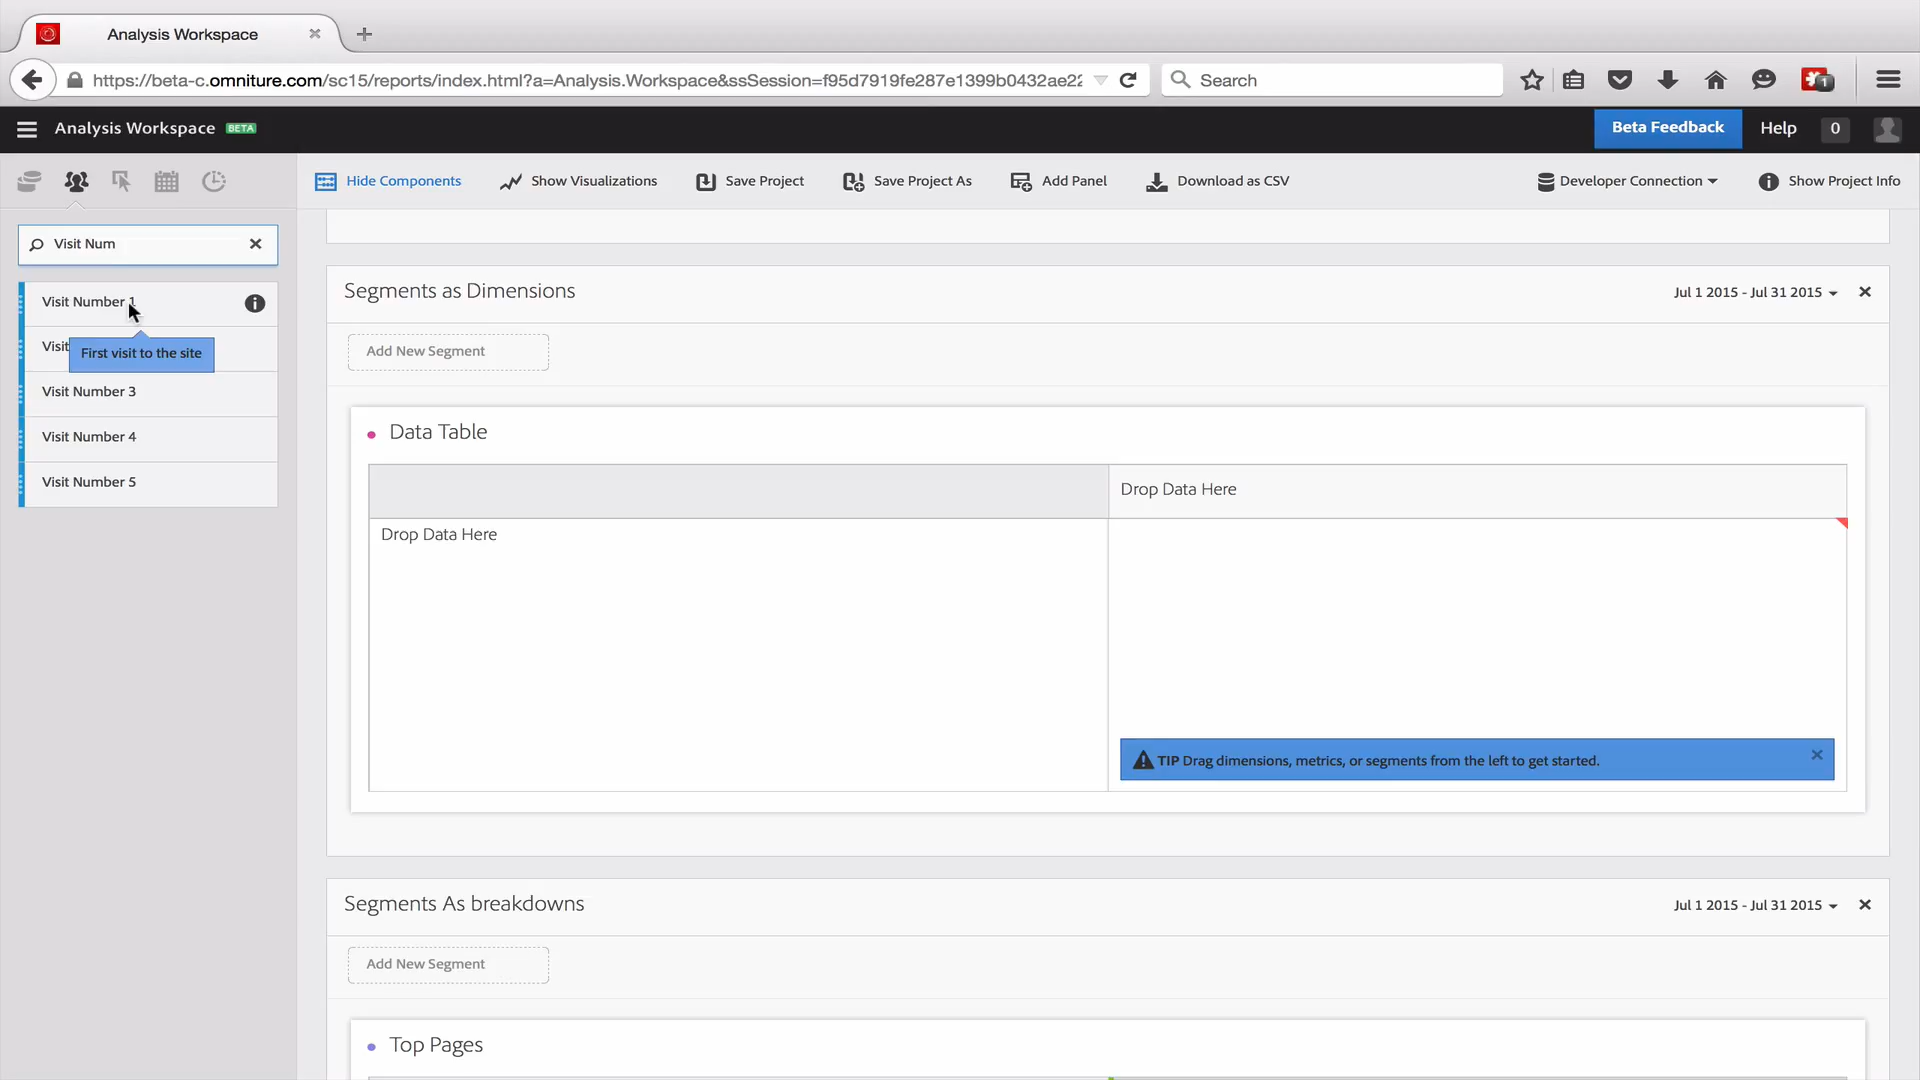 Analysis Workspace
https://beta-c.omniture.com/sc15/reports/index.html?a=Analysis.Workspace&ssSession=f95d7919fe287e1399b0432ae22
Search
1
Analysis Workspace BETA
Beta Feedback
Help
0
Hide Components
Show Visualizations
Save Project
Save Project As
Add Panel
Download as CSV
Developer Connection
Show Project Info
Visit Num
Visit Number 1
Visit
First visit to the site
Visit Number 3
Visit Number 4
Visit Number 5
Segments as Dimensions
Jul 1 2015 - Jul 31 2015
Add New Segment
Data Table
Drop Data Here
Drop Data Here
TIP Drag dimensions, metrics, or segments from the left to get started.
Segments As breakdowns
Jul 1 2015 - Jul 31 2015
Add New Segment
Top Pages